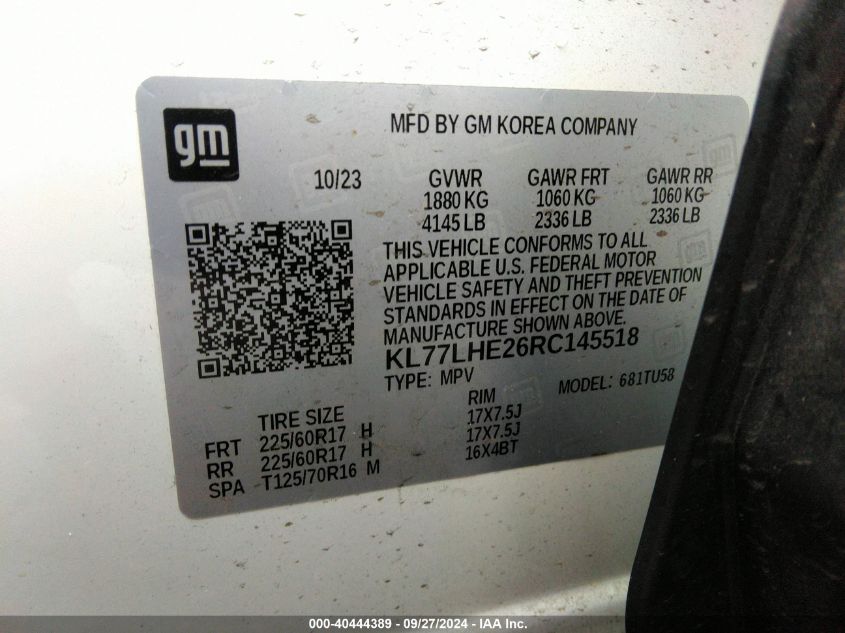 gm
MFD BY GM KOREA COMPANY
10/23 GVWR GAWR FRT GAWR RR
1880 KG 1060 KG 1060 KG
4145 LB 2336 LB 2336 LB
THIS VEHICLE CONFORMS TO ALL
APPLICABLE U.S. FEDERAL MOTOR
VEHICLE SAFETY AND THEFT PREVENTION
STANDARDS IN EFFECT ON THE DATE OF
MANUFACTURE SHOWN ABOVE.
KL77LHE26RC145518
TYPE: MPV MODEL: 681TU58
TIRE SIZE RIM
FRT 225/60R17 H 17X7.5J
RR 225/60R17 H 17X7.5J
SPA T125/70R16 M 16X4BT
000-40444389 - 09/27/2024 - IAA Inc.